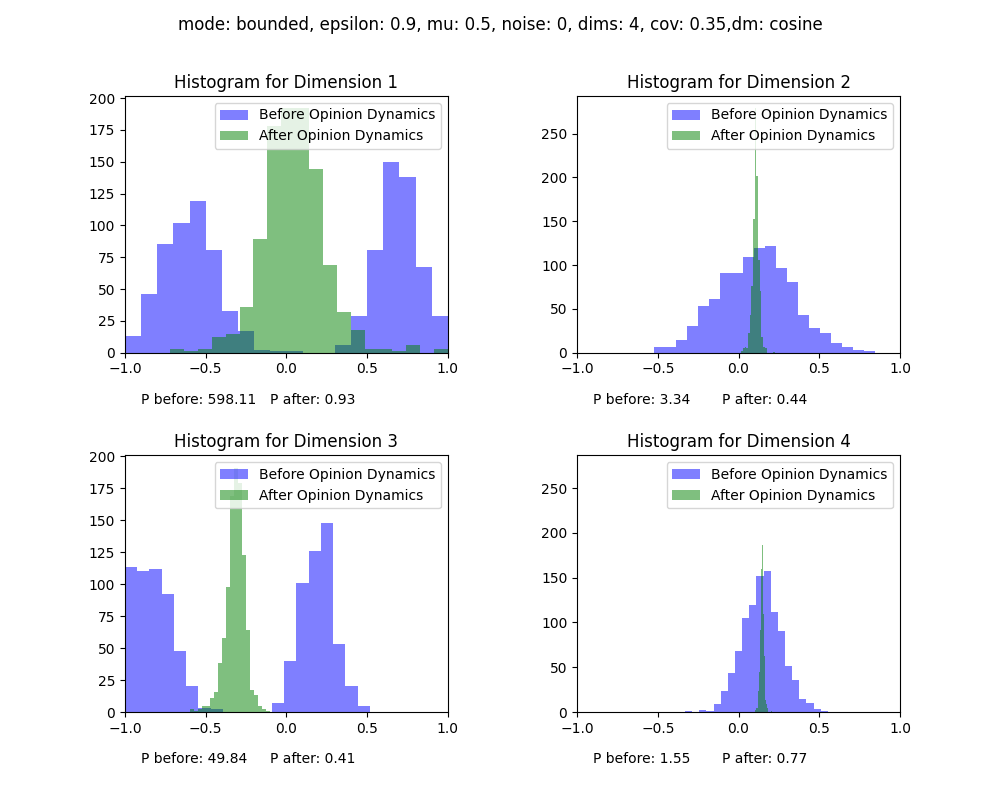 mode: bounded, epsilon: 0.9, mu: 0.5, noise: 0, dims: 4, cov: 0.35,dm: cosine
Histogram for Dimension 1
Before Opinion Dynamics
After Opinion Dynamics
200
175
150
125
100
75
50
25
0
−1.0 −0.5 0.0 0.5 1.0
P before: 598.11 P after: 0.93
Histogram for Dimension 2
Before Opinion Dynamics
After Opinion Dynamics
250
200
150
100
50
0
−1.0 −0.5 0.0 0.5 1.0
P before: 3.34 P after: 0.44
Histogram for Dimension 3
Before Opinion Dynamics
After Opinion Dynamics
200
175
150
125
100
75
50
25
0
−1.0 −0.5 0.0 0.5 1.0
P before: 49.84 P after: 0.41
Histogram for Dimension 4
Before Opinion Dynamics
After Opinion Dynamics
250
200
150
100
50
0
−1.0 −0.5 0.0 0.5 1.0
P before: 1.55 P after: 0.77